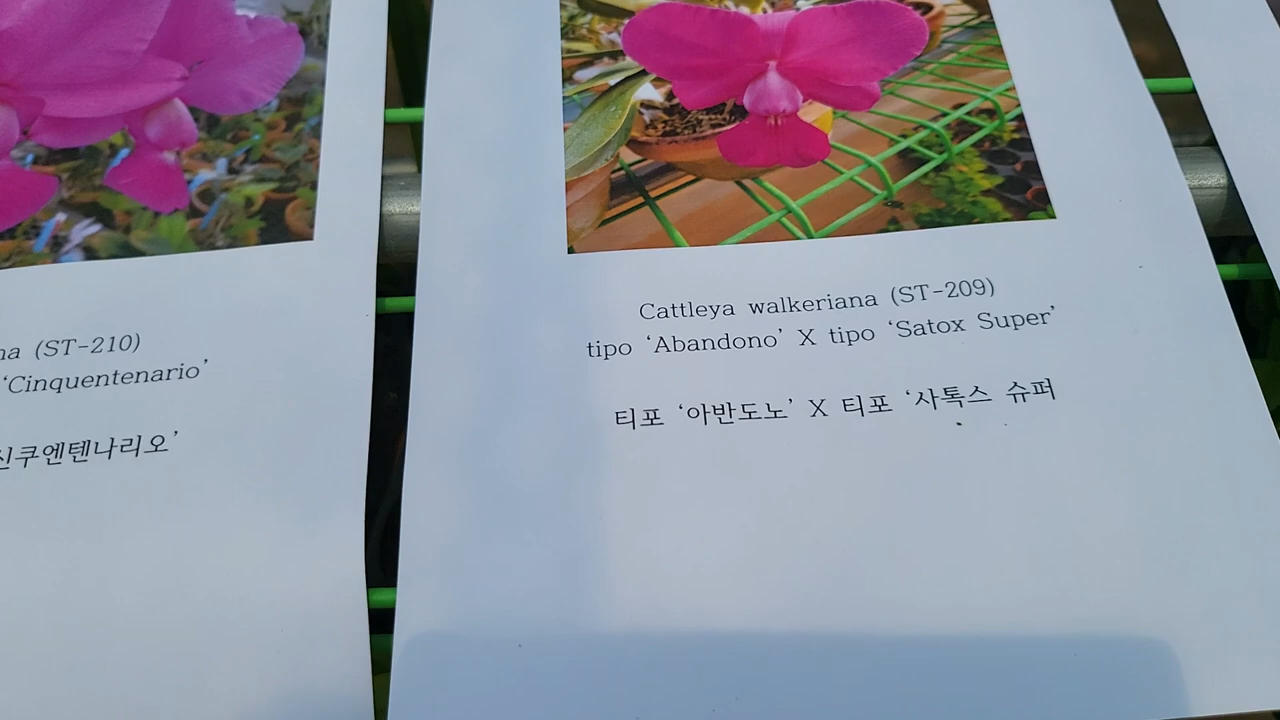 na (ST-210)
'Cinquentenario'
신쿠엔텐나리오'
Cattleya walkeriana (ST-209)
tipo 'Abandono' X tipo 'Satox Super'
티포 '아반도노' X 티포 '사톡스 슈퍼